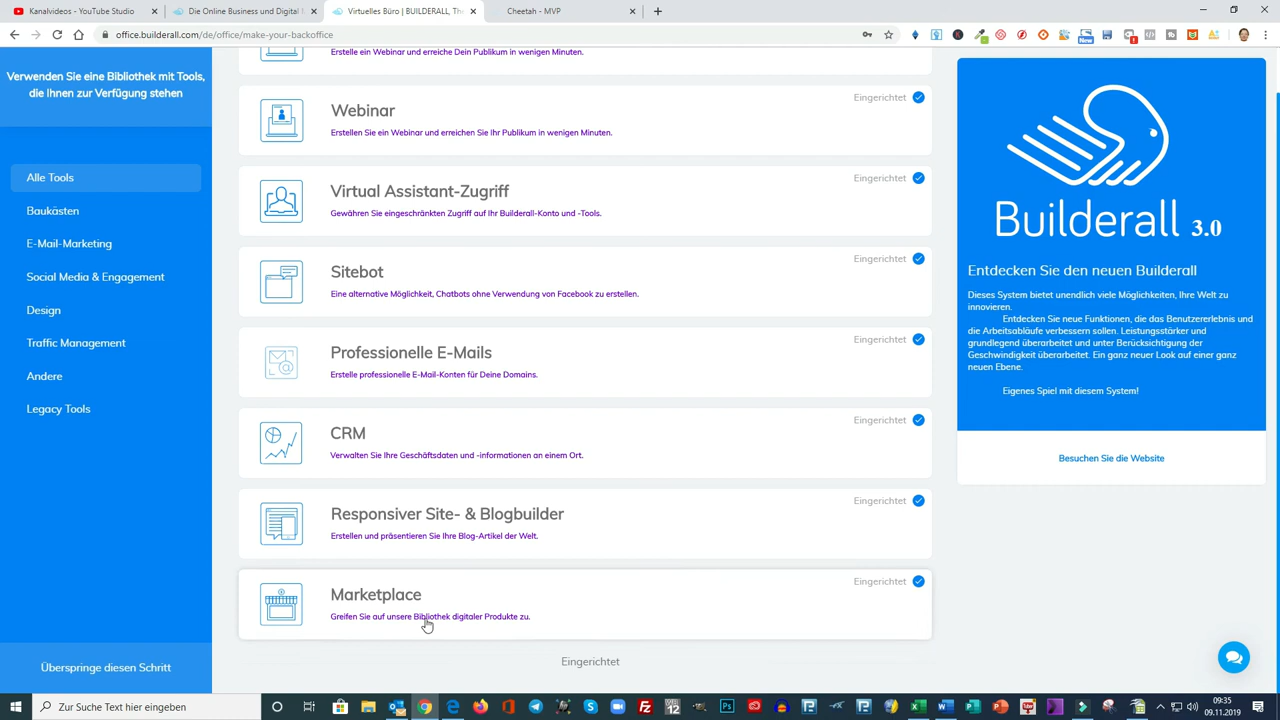 Kanalvideos - YouTube Studio
Die Online Business und Digital M
Virtuelles Büro | BUILDERALL, The
Cheetah - MVP
office.builderall.com/de/office/make-your-backoffice
Verwenden Sie eine Bibliothek mit Tools,
die Ihnen zur Verfügung stehen
Alle Tools
Baukästen
E-Mail-Marketing
Social Media & Engagement
Design
Traffic Management
Andere
Legacy Tools
Überspringe diesen Schritt
Erstelle ein Webinar und erreiche Dein Publikum in wenigen Minuten.
Webinar
Eingerichtet
Erstellen Sie ein Webinar und erreichen Sie Ihr Publikum in wenigen Minuten.
Virtual Assistant-Zugriff
Eingerichtet
Gewähren Sie eingeschränkten Zugriff auf Ihr Builderall-Konto und -Tools.
Sitebot
Eingerichtet
Eine alternative Möglichkeit, Chatbots ohne Verwendung von Facebook zu erstellen.
Professionelle E-Mails
Eingerichtet
Erstelle professionelle E-Mail-Konten für Deine Domains.
CRM
Eingerichtet
Verwalten Sie Ihre Geschäftsdaten und -informationen an einem Ort.
Responsiver Site- & Blogbuilder
Eingerichtet
Erstellen und präsentieren Sie Ihre Blog-Artikel der Welt.
Marketplace
Eingerichtet
Greifen Sie auf unsere Bibliothek digitaler Produkte zu.
Eingerichtet
Builderall 3.0
Entdecken Sie den neuen Builderall
Dieses System bietet unendlich viele Möglichkeiten, Ihre Welt zu
innovieren.
Entdecken Sie neue Funktionen, die das Benutzererlebnis und
die Arbeitsabläufe verbessern sollen. Leistungsstärker und
grundlegend überarbeitet und unter Berücksichtigung der
Geschwindigkeit überarbeitet. Ein ganz neuer Look auf einer ganz
neuen Ebene.
Eigenes Spiel mit diesem System!
Besuchen Sie die Website
Zur Suche Text hier eingeben
09:35
09.11.2019